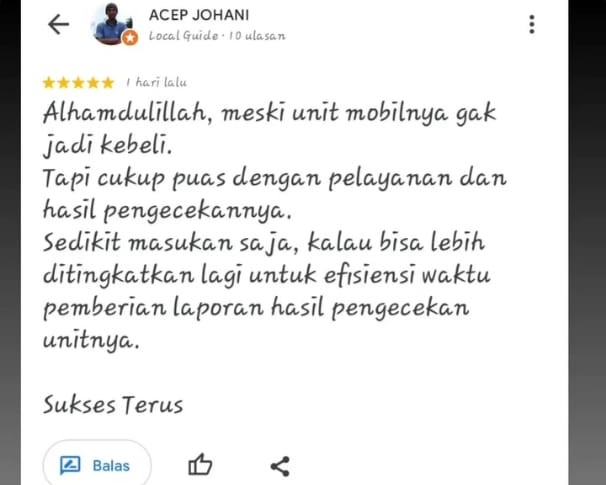 ACEP JOHANI
Local Guide · 10 ulasan
1 hari lalu
Alhamdulillah, meski unit mobilnya gak
jadi kebeli.
Tapi cukup puas dengan pelayanan dan
hasil pengecekannya.
Sedikit masukan saja, kalau bisa lebih
ditingkatkan lagi untuk efisiensi waktu
pemberian laporan hasil pengecekan
unitnya.
Sukses Terus
Balas